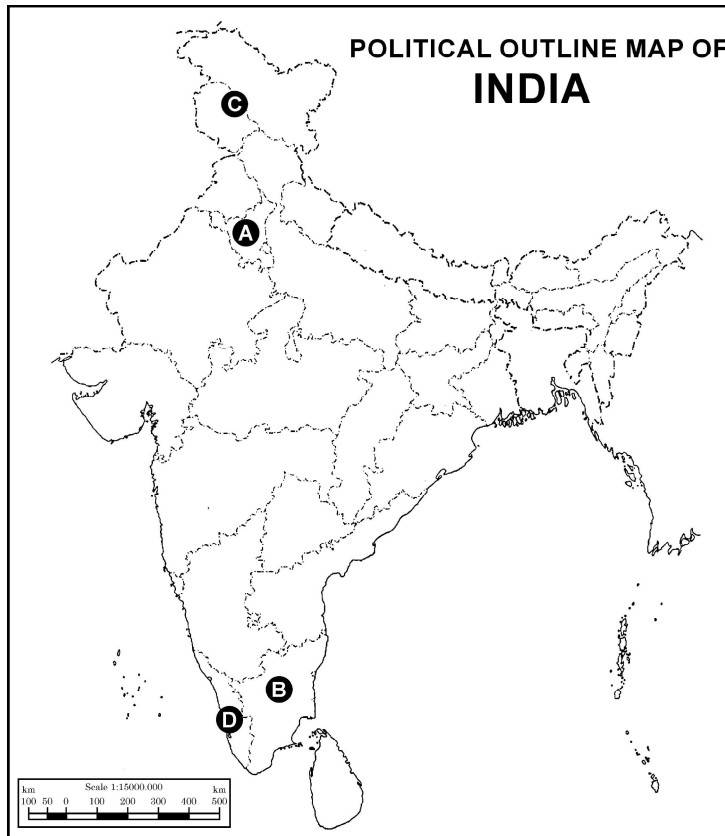 POLITICAL OUTLINE MAP OF
INDIA
C
A
B
D
Scale 1:15000.000
km km
100 50 0 100 200 300 400 500